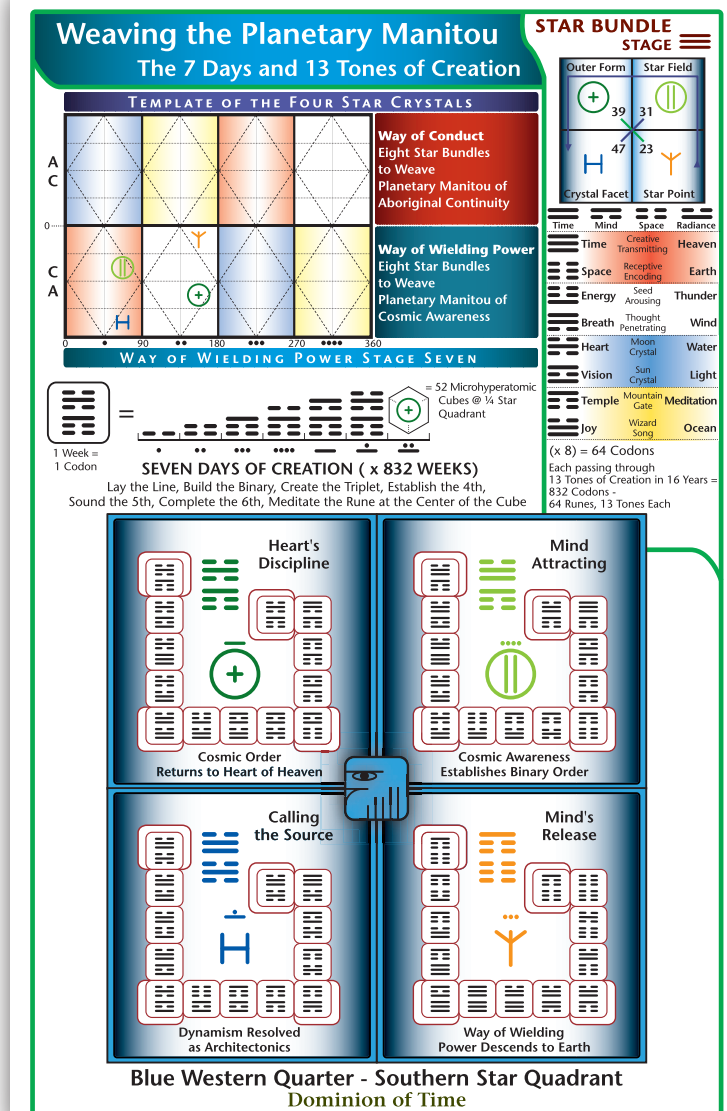 Weaving the Planetary Manitou
The 7 Days and 13 Tones of Creation
STAR BUNDLE
STAGE
TEMPLATE OF THE FOUR STAR CRYSTALS
A
C
0
C
A
Way of Conduct
Eight Star Bundles
to Weave
Planetary Manitou of
Aboriginal Continuity
Way of Wielding Power
Eight Star Bundles
to Weave
Planetary Manitou of
Cosmic Awareness
0 90 180 270 360
WAY OF WIELDING POWER STAGE SEVEN
Outer Form Star Field
39 31
47 23
Crystal Facet Star Point
Time Mind Space Radiance
Time Creative Transmitting Heaven
Space Receptive Encoding Earth
Energy Seed Arousing Thunder
Breath Thought Penetrating Wind
Heart Moon Crystal Water
Vision Sun Crystal Light
Temple Mountain Gate Meditation
Joy Wizard Song Ocean
(x 8) = 64 Codons
Each passing through
13 Tones of Creation in 16 Years =
832 Codons -
64 Runes, 13 Tones Each
=
1 Week =
1 Codon
= 52 Microhyperatomic
Cubes @ ¼ Star
Quadrant
SEVEN DAYS OF CREATION ( x 832 WEEKS)
Lay the Line, Build the Binary, Create the Triplet, Establish the 4th,
Sound the 5th, Complete the 6th, Meditate the Rune at the Center of the Cube
Heart's
Discipline
Cosmic Order
Returns to Heart of Heaven
Mind
Attracting
Cosmic Awareness
Establishes Binary Order
Calling
the Source
Dynamism Resolved
as Architectonics
Mind's
Release
Way of Wielding
Power Descends to Earth
Blue Western Quarter - Southern Star Quadrant
Dominion of Time